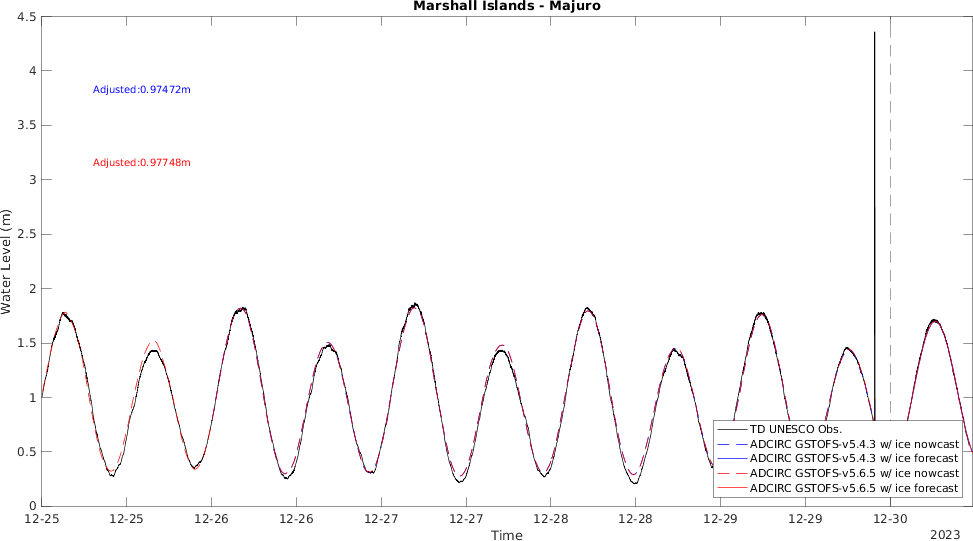 Marshall Islands - Majuro
Water Level (m)
4.5
4
3.5
3
2.5
2
1.5
1
0.5
0
Adjusted:0.97472m
Adjusted:0.97748m
TD UNESCO Obs.
ADCIRC GSTOFS-v5.4.3 w/ ice nowcast
ADCIRC GSTOFS-v5.4.3 w/ ice forecast
ADCIRC GSTOFS-v5.6.5 w/ ice nowcast
ADCIRC GSTOFS-v5.6.5 w/ ice forecast
12-25 12-25 12-26 12-26 12-27 12-27 12-28 12-28 12-29 12-29 12-30
Time
2023